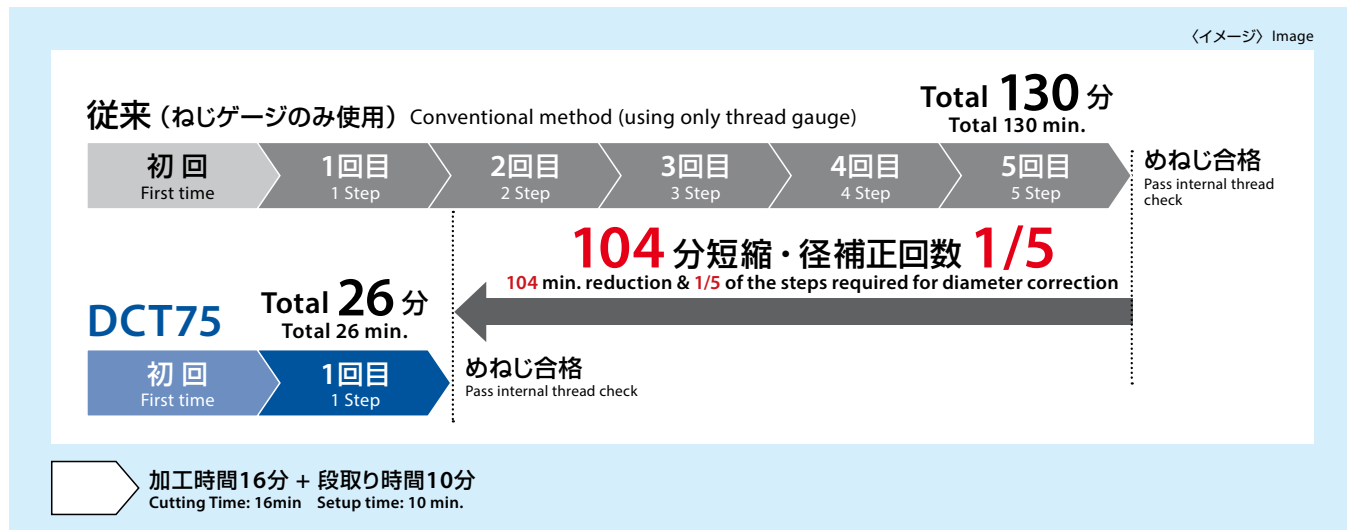 〈イメージ〉 Image
Total 130 分
Total 130 min.
従来（ねじゲージのみ使用） Conventional method (using only thread gauge)
初 回
First time
1回目
1 Step
2回目
2 Step
3回目
3 Step
4回目
4 Step
5回目
5 Step
めねじ合格
Pass internal thread
check
104 分短縮・径補正回数 1/5
104 min. reduction & 1/5 of the steps required for diameter correction
DCT75
Total 26 分
Total 26 min.
初 回
First time
1回目
1 Step
めねじ合格
Pass internal thread check
加工時間16分 + 段取り時間10分
Cutting Time: 16min Setup time: 10 min.